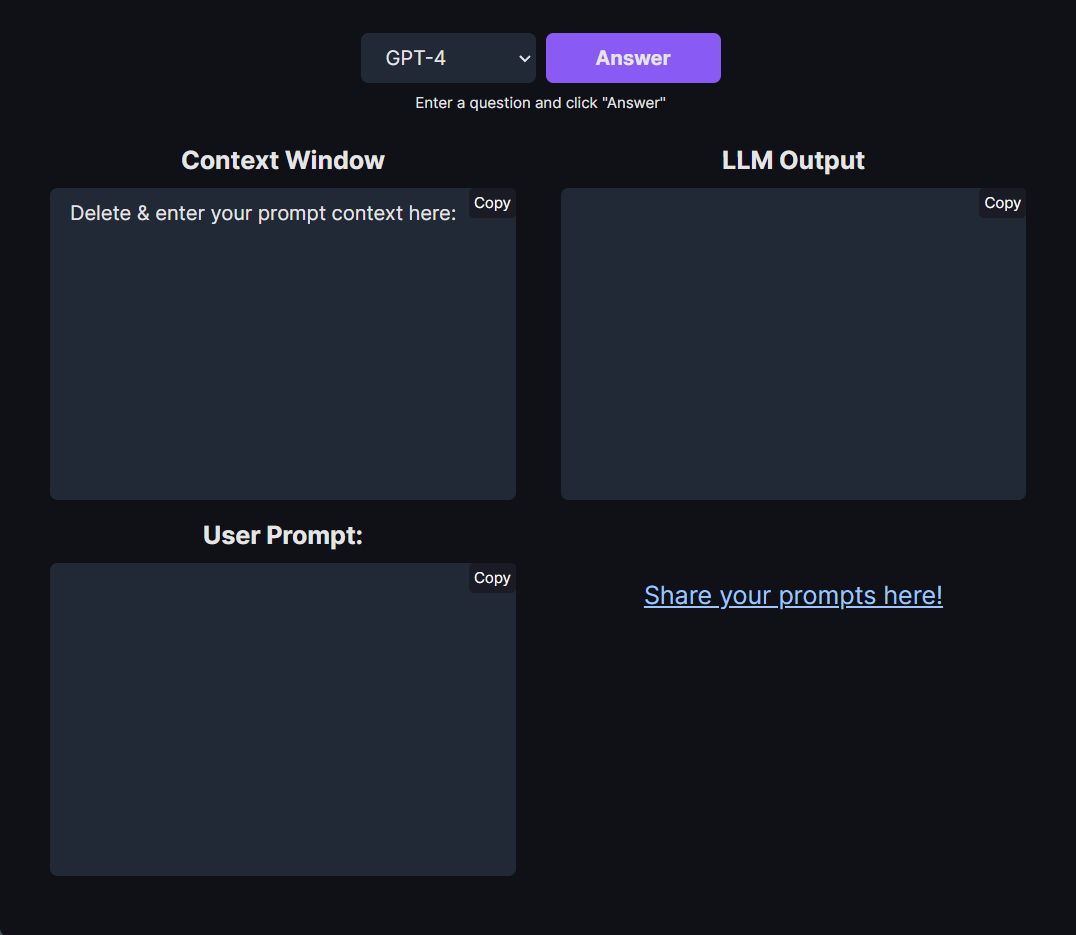 GPT-4
Answer
Enter a question and click "Answer"
Context Window
Copy
Delete & enter your prompt context here:
LLM Output
Copy
User Prompt:
Copy
Share your prompts here!